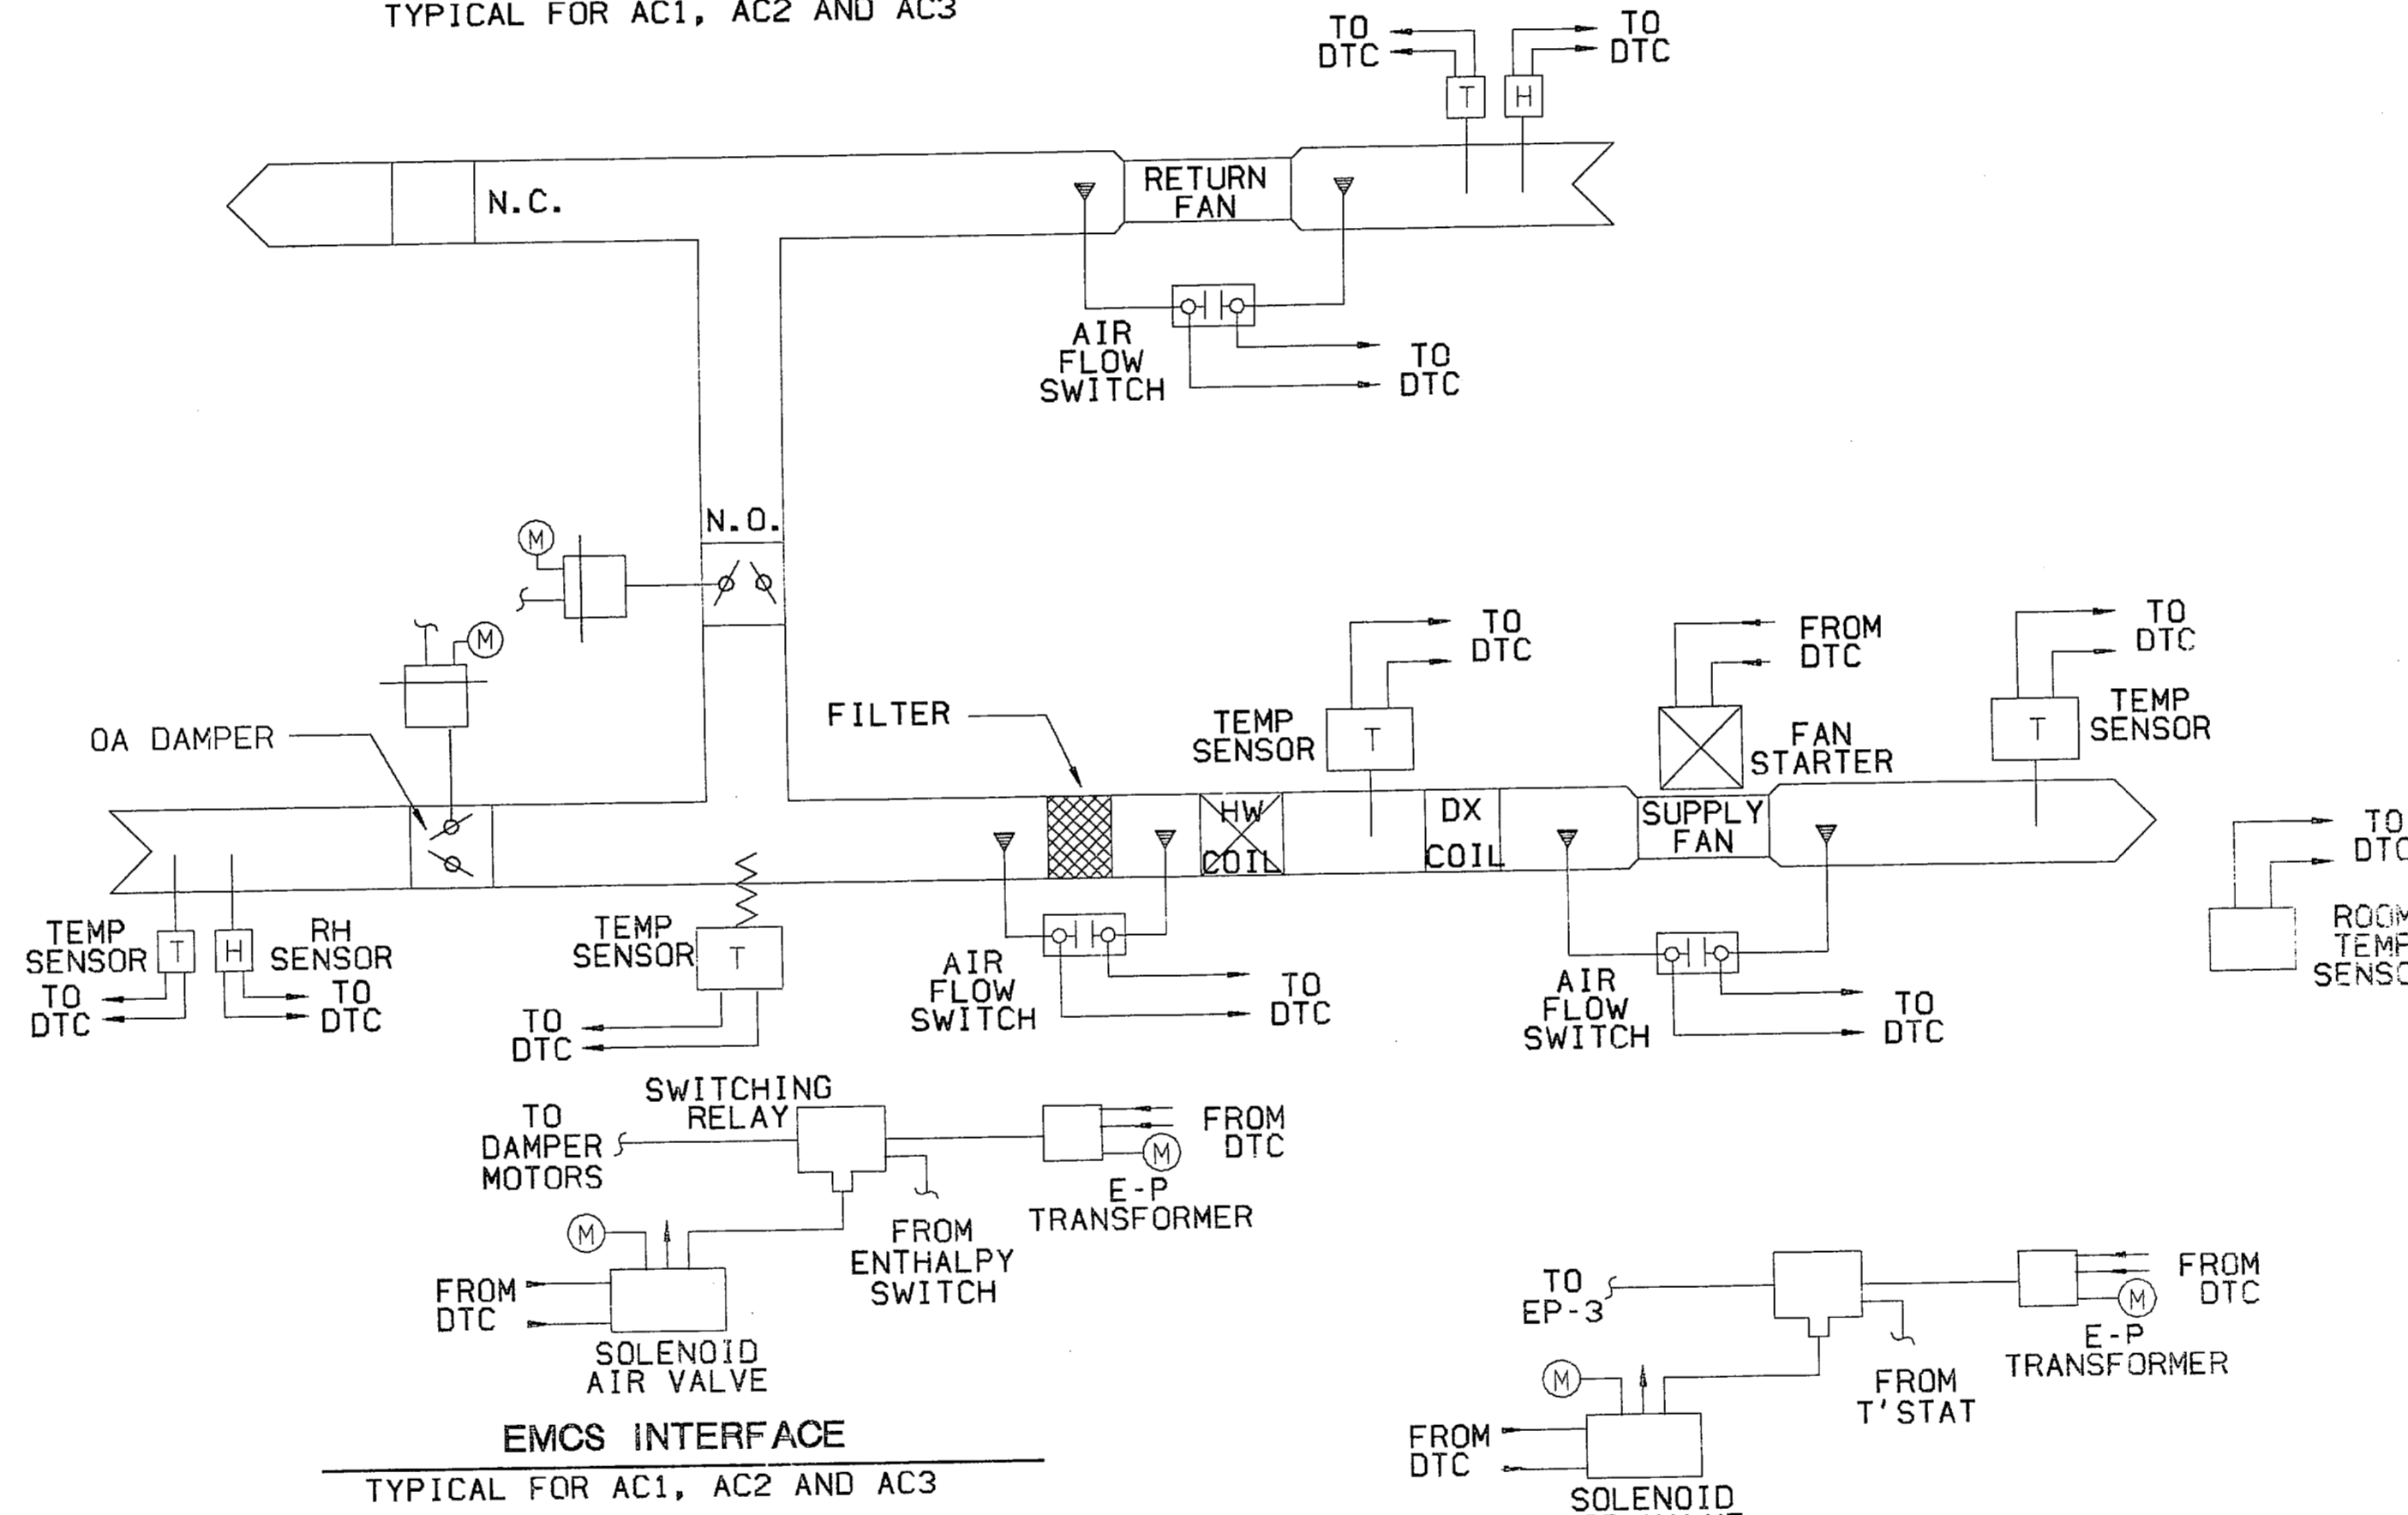 TYPICAL FOR AC1, AC2 AND AC3
TO
DTC
TO
DTC
T
H
N.C.
RETURN
FAN
AIR
FLOW
SWITCH
TO
DTC
N.O.
M
M
OA DAMPER
FILTER
TEMP
SENSOR
T
TO
DTC
FROM
DTC
FAN
STARTER
TO
DTC
T
TEMP
SENSOR
HW
COIL
DX
COIL
SUPPLY
FAN
TO
DTC
ROOM
TEMP
TEMP
SENSOR
T
H
RH
SENSOR
TO
DTC
TO
DTC
TEMP
SENSOR
T
TO
DTC
AIR
FLOW
SWITCH
TO
DTC
AIR
FLOW
SWITCH
TO
DTC
SWITCHING
RELAY
TO
DAMPER
MOTORS
FROM
DTC
M
E-P
TRANSFORMER
FROM
ENTHALPY
SWITCH
M
FROM
DTC
SOLENOID
AIR VALVE
EMCS INTERFACE
TYPICAL FOR AC1, AC2 AND AC3
TO
EP-3
FROM
DTC
M
E-P
TRANSFORMER
FROM
T'STAT
M
FROM
DTC
SOLENOID